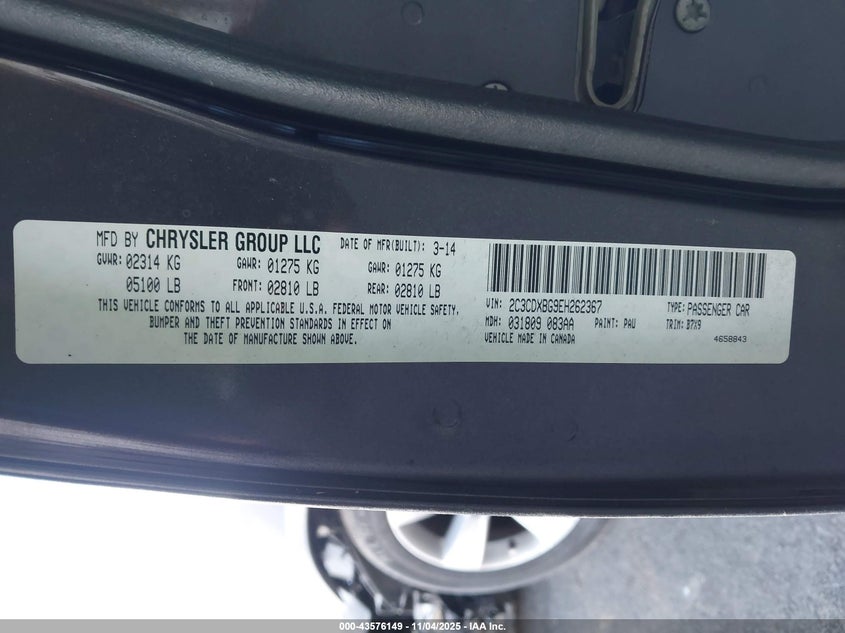 MFD BY CHRYSLER GROUP LLC DATE OF MFR(BUILT): 3-14
GVWR: 02314 KG GAWR: 01275 KG GAWR: 01275 KG
05100 LB FRONT: 02810 LB REAR: 02810 LB
THIS VEHICLE CONFORMS TO ALL APPLICABLE U.S.A. FEDERAL MOTOR VEHICLE SAFETY,
BUMPER AND THEFT PREVENTION STANDARDS IN EFFECT ON
THE DATE OF MANUFACTURE SHOWN ABOVE.
VIN: 2C3CDXBG9EH262367 TYPE: PASSENGER CAR
MDH: 031809 083AA PAINT: PAU TRIM: B7X9
VEHICLE MADE IN CANADA 4658843
000-43576149 - 11/04/2025 - IAA Inc.